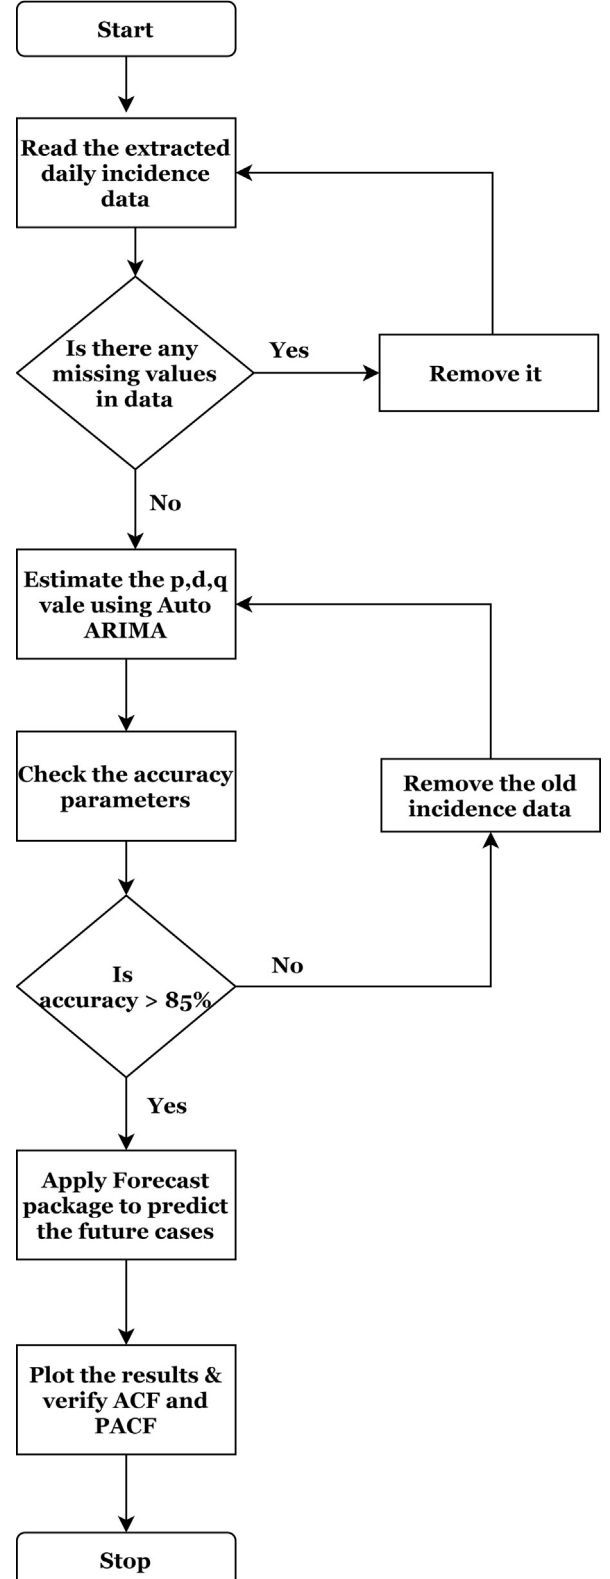 Start
Read the extracted
daily incidence
data
Is there any
missing values
in data
Yes
Remove it
No
Estimate the p,d,q
vale using Auto
ARIMA
Check the accuracy
parameters
Remove the old
incidence data
Is
accuracy > 85%
No
Yes
Apply Forecast
package to predict
the future cases
Plot the results &
verify ACF and
PACF
Stop